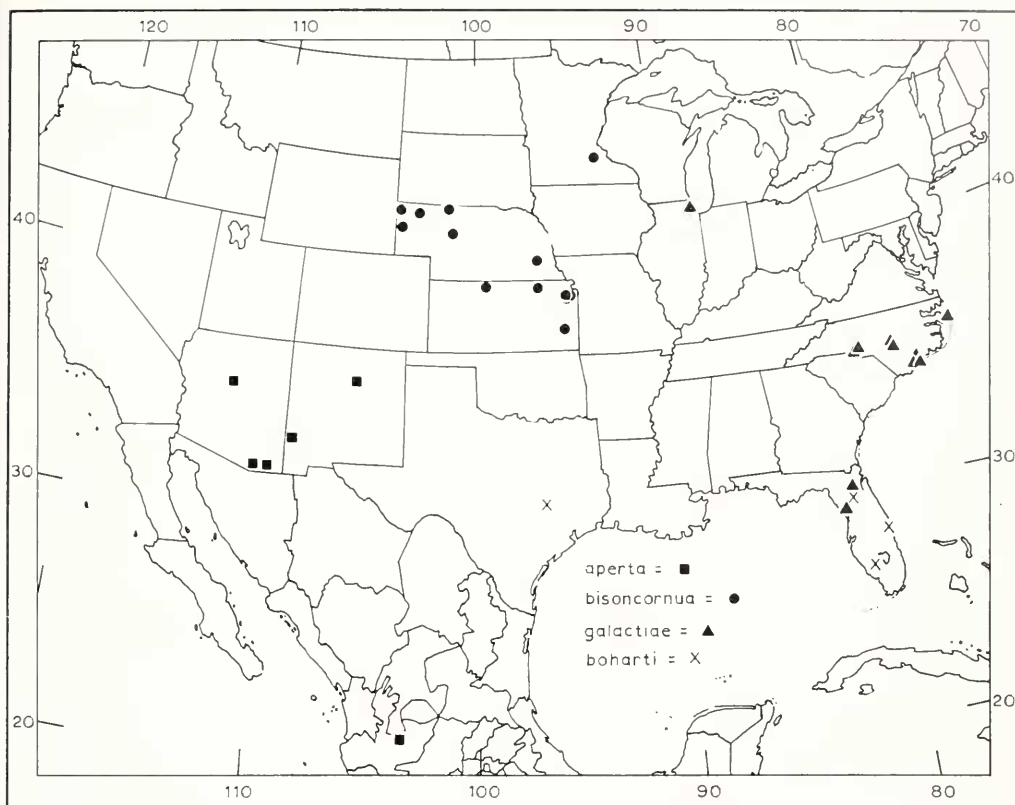 120 110 100 90 80 70
40 40
30 30
20 20
aperta = ■
bisoncornua = ●
galactiae = ▲
boharti = X
110 100 90 80